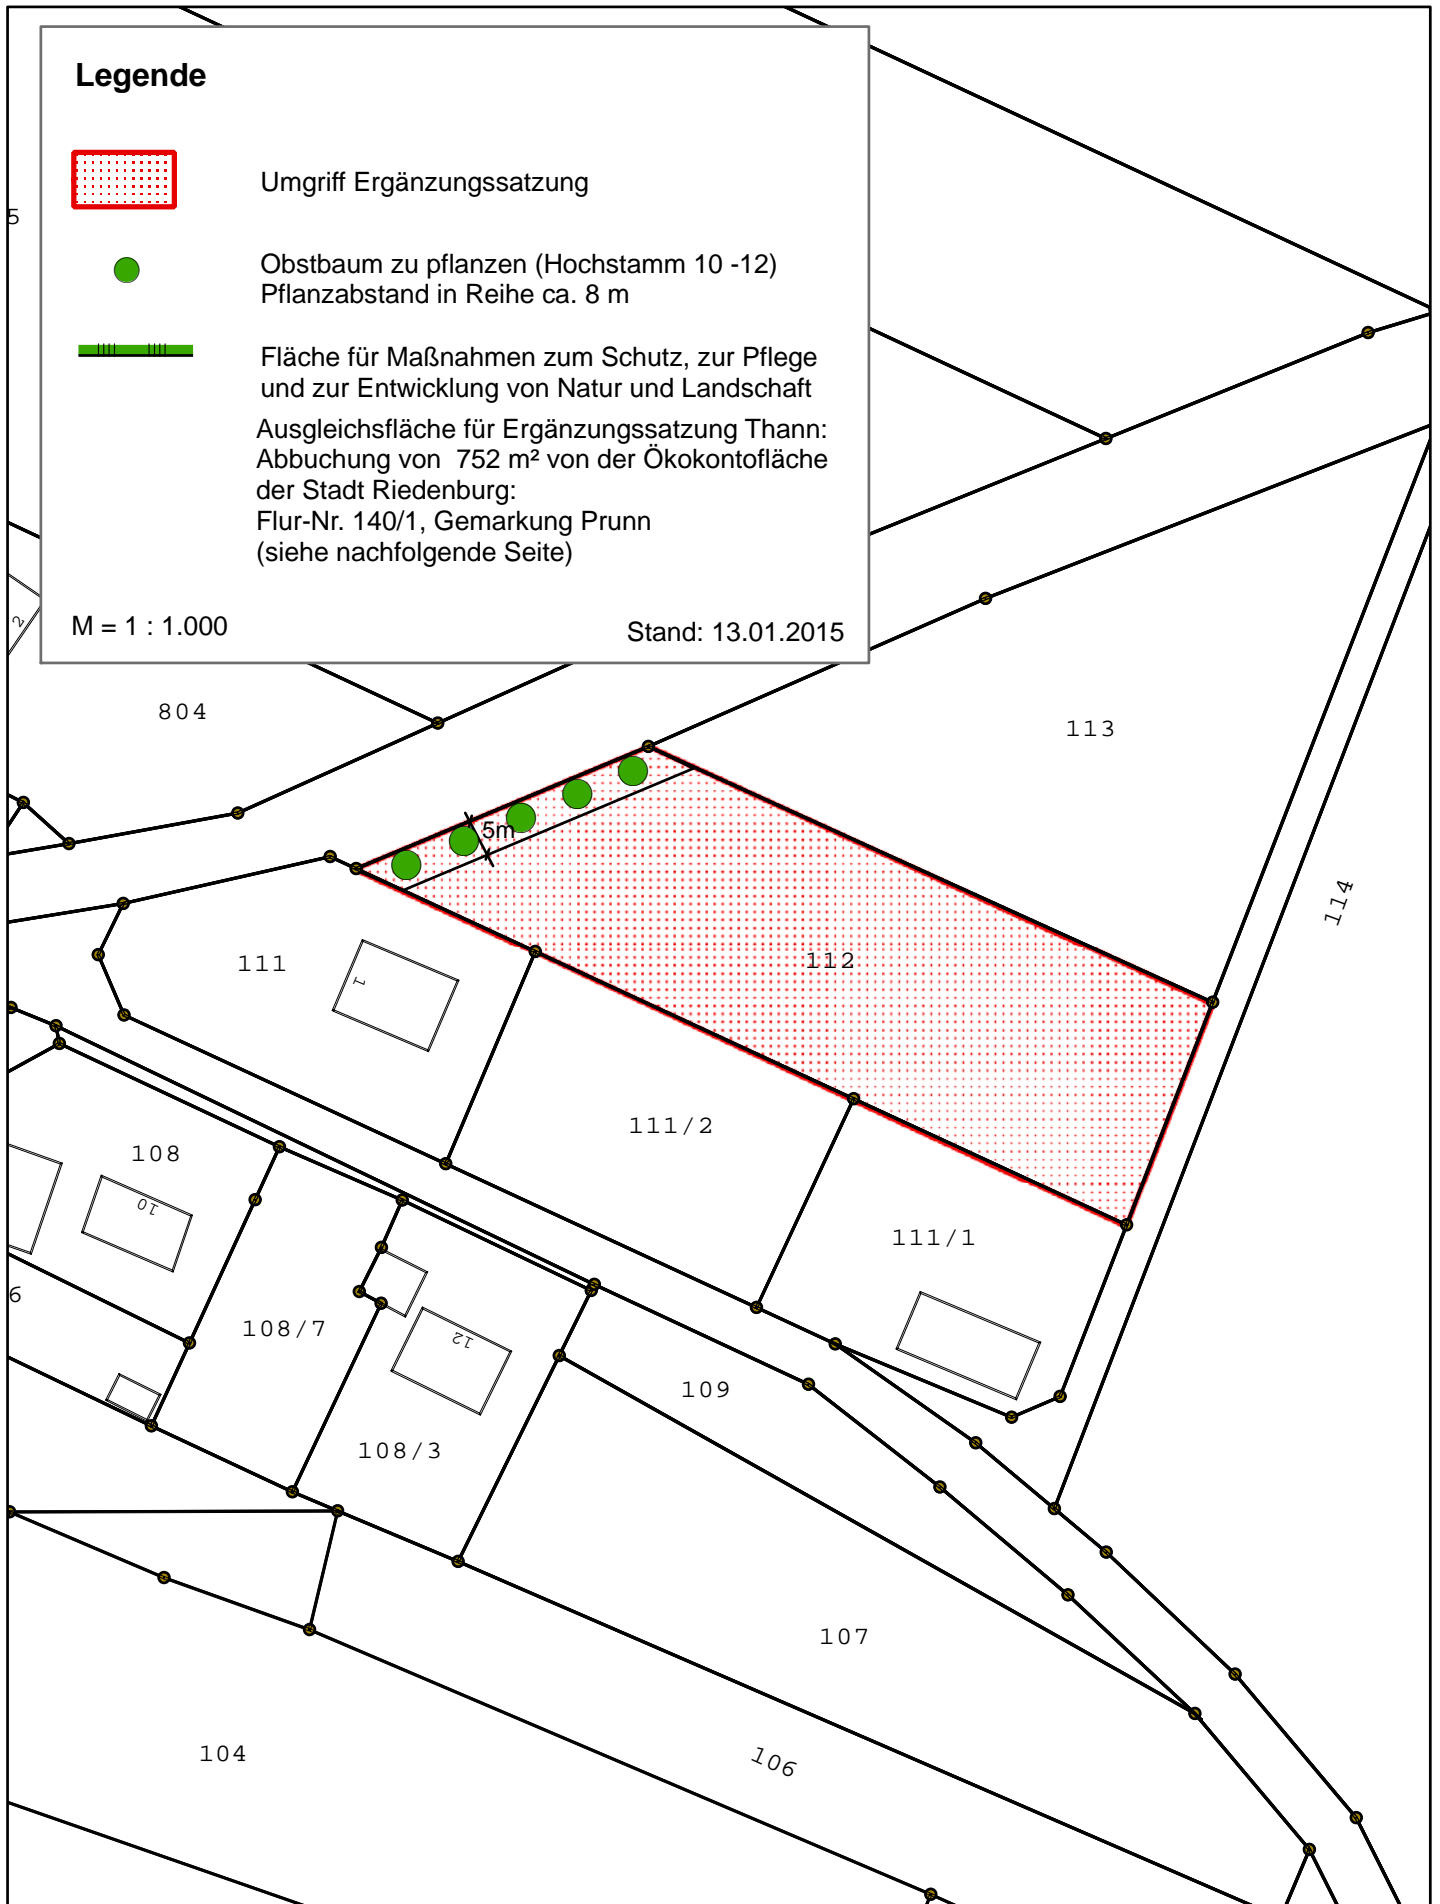 Legende
Umgriff Ergänzungssatzung
Obstbaum zu pflanzen (Hochstamm 10 -12)
Pflanzabstand in Reihe ca. 8 m
Fläche für Maßnahmen zum Schutz, zur Pflege
und zur Entwicklung von Natur und Landschaft
Ausgleichsfläche für Ergänzungssatzung Thann:
Abbuchung von  752 m² von der Ökokontofläche
der Stadt Riedenburg:
Flur-Nr. 140/1, Gemarkung Prunn
(siehe nachfolgende Seite)
M = 1 : 1.000
Stand: 13.01.2015
5
2
804
113
5m
114
111
1
112
111/2
108
10
111/1
6
108/7
12
109
108/3
107
104
106